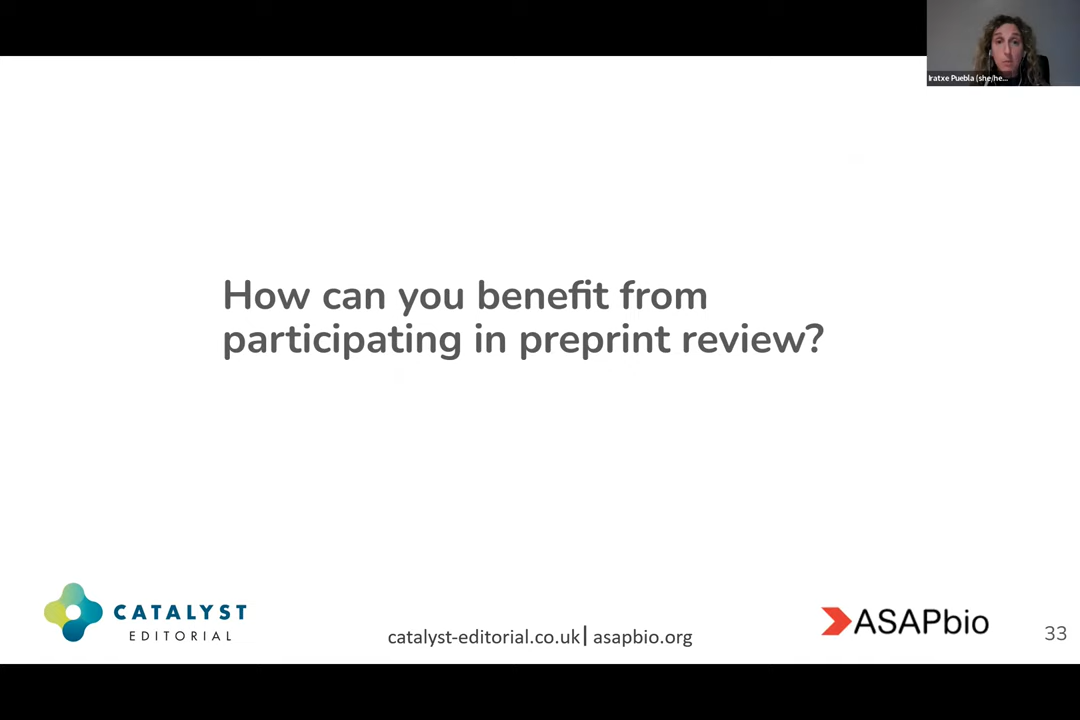 Iratxe Puebla (she/he...
How can you benefit from
participating in preprint review?
CATALYST
EDITORIAL
catalyst-editorial.co.uk| asapbio.org
ASAPbio
33